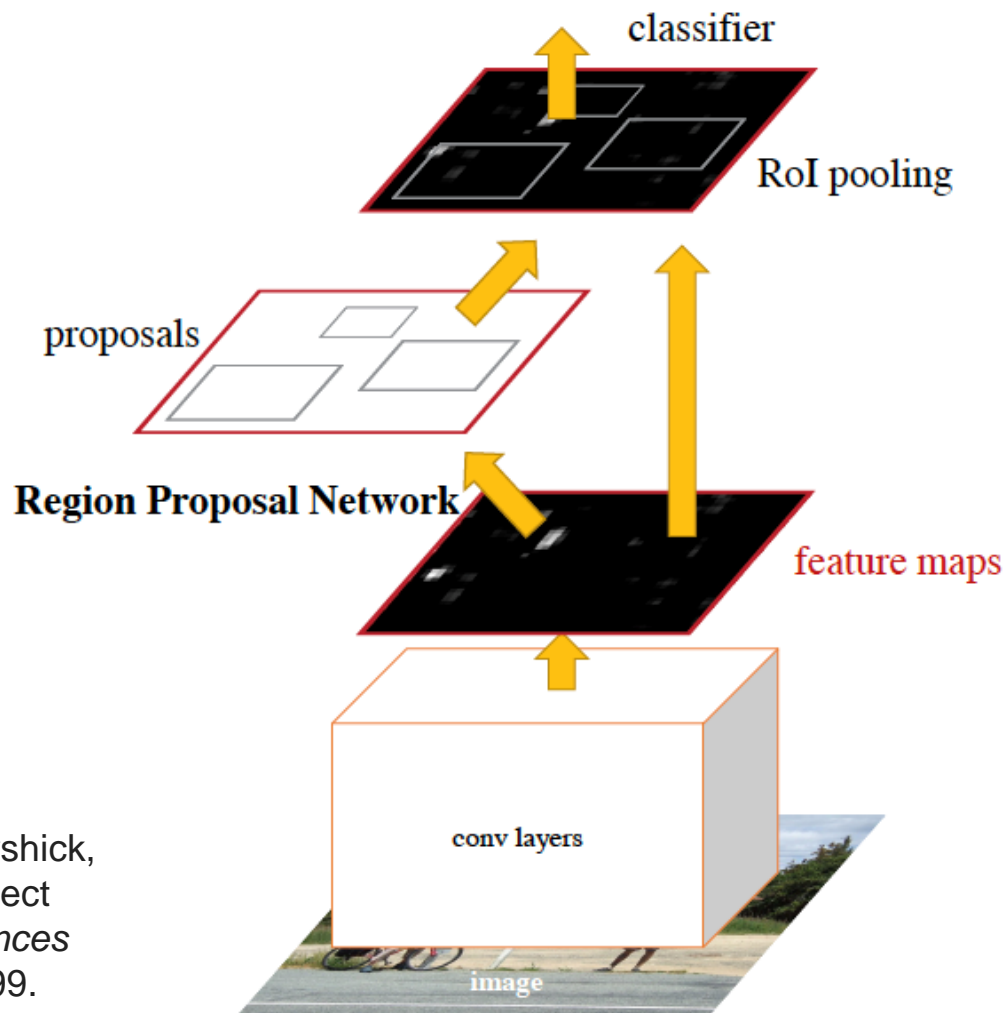 classifier
RoI pooling
proposals
Region Proposal Network
feature maps
conv layers
shick,
ect
nces
99.
image